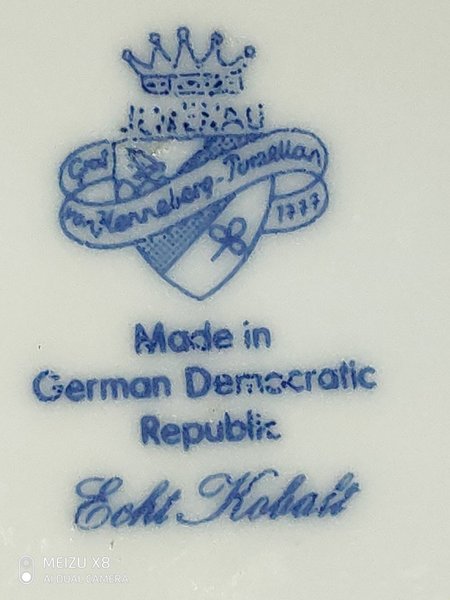 ILMENAU
Graf
von Henneberg-Porzellan
1777
Made in
German Democratic
Republic
Echt Kobalt
MEIZU X8
AI DUAL CAMERA